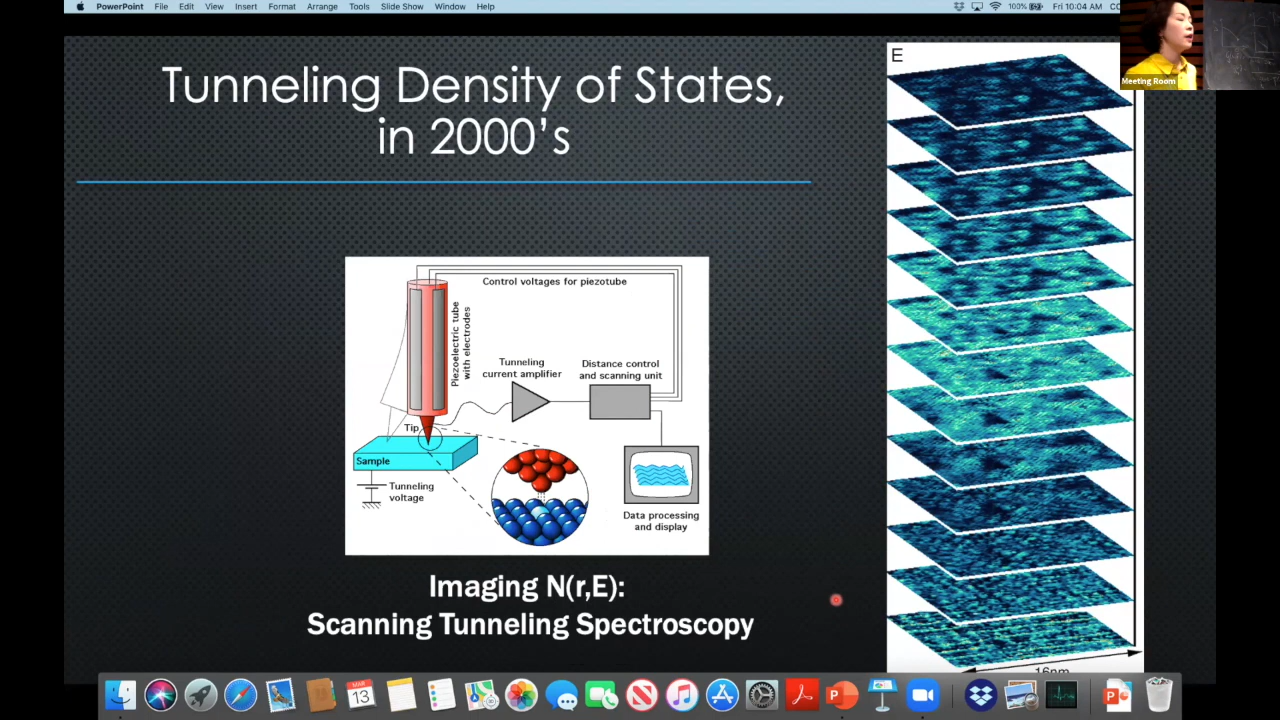 PowerPoint File Edit View Insert Format Arrange Tools Slide Show Window Help 100% Fri 10:04 AM
Meeting Room
Tunneling Density of States,
in 2000's
E
Control voltages for piezotube
Piezoelectric tube
with electrodes
Tunneling
current amplifier
Distance control
and scanning unit
Tip
Sample
Tunneling
voltage
Data processing
and display
Imaging N(r,E):
Scanning Tunneling Spectroscopy
16nm
MAR
13